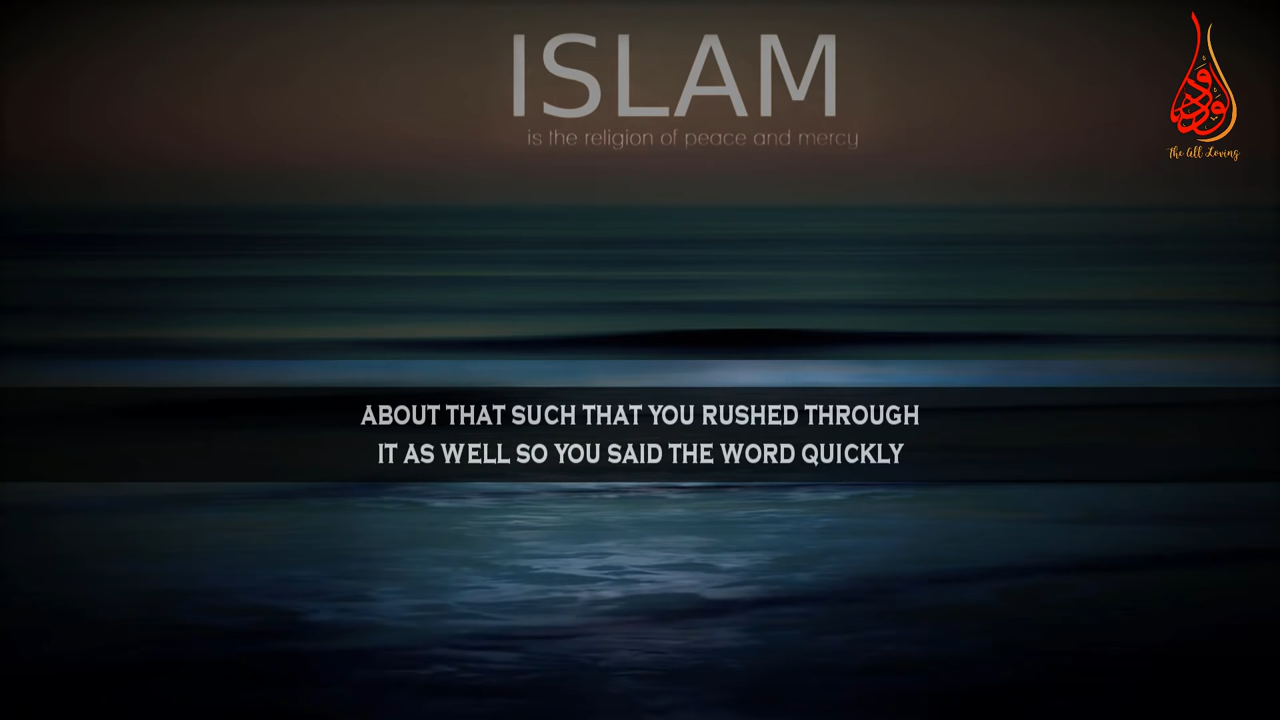 ISLAM
is the religion of peace and mercy
الودود
The All Loving
ABOUT THAT SUCH THAT YOU RUSHED THROUGH
IT AS WELL SO YOU SAID THE WORD QUICKLY